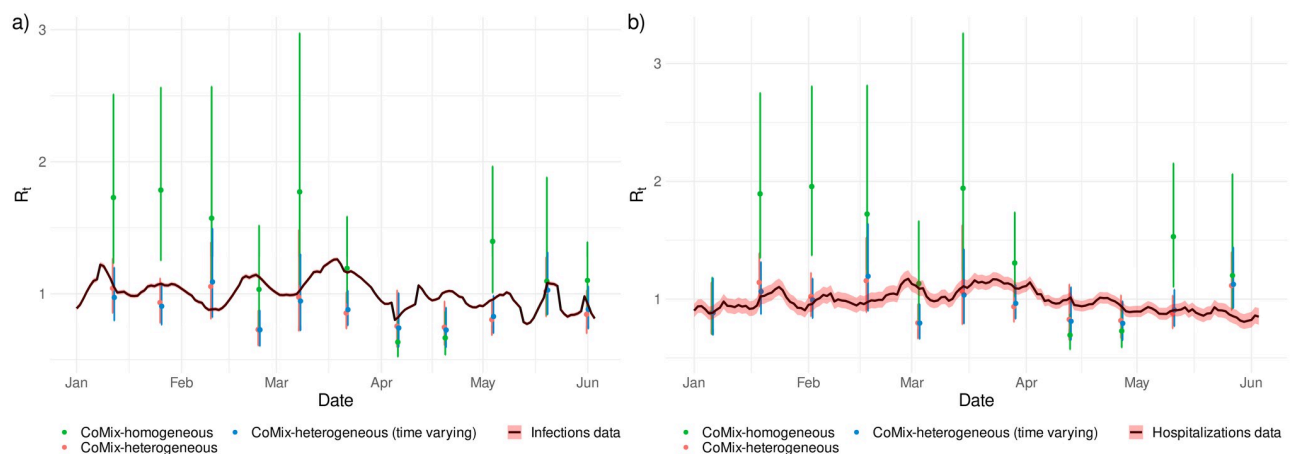 a)
3
2
1
Rt
Jan Feb Mar Apr May Jun
Date
CoMix-homogeneous CoMix-heterogeneous (time varying) Infections data
CoMix-heterogeneous
b)
3
2
1
Rt
Jan Feb Mar Apr May Jun
Date
CoMix-homogeneous CoMix-heterogeneous (time varying) Hospitalizations data
CoMix-heterogeneous